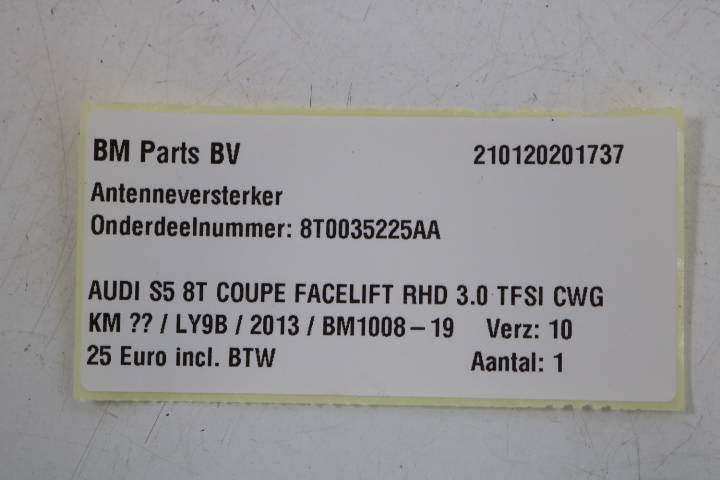 BM Parts BV 210120201737
Antenneversterker
Onderdeelnummer: 8T0035225AA
AUDI S5 8T COUPE FACELIFT RHD 3.0 TFSI CWG
KM ?? / LY9B / 2013 / BM1008-19 Verz: 10
25 Euro incl. BTW Aantal: 1